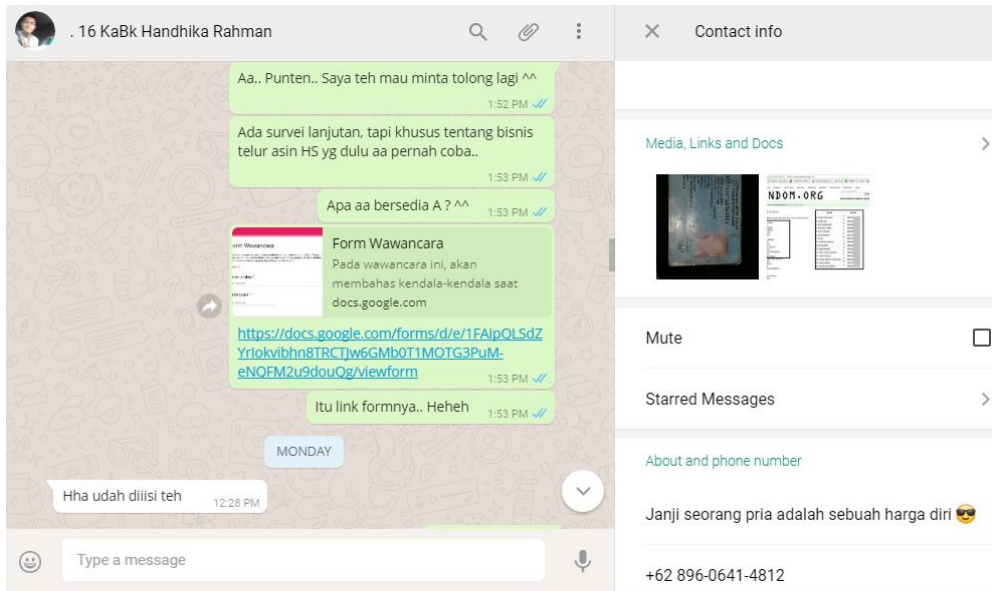 . 16 KaBk Handhika Rahman
Aa.. Punten.. Saya teh mau minta tolong lagi ^^
1:52 PM
Ada survei lanjutan, tapi khusus tentang bisnis
telur asin HS yg dulu aa pernah coba..
1:53 PM
Apa aa bersedia A ? ^^
1:53 PM
Form Wawancara
Pada wawancara ini, akan
membahas kendala-kendala saat
docs.google.com
https://docs.google.com/forms/d/e/1FAIpQLSdZ
YrIokvibhn8TRCTJw6GMb0T1MOTG3PuM-
eNQFM2u9douQg/viewform
1:53 PM
Itu link formnya.. Heheh
1:53 PM
MONDAY
Hha udah diiisi teh
12:28 PM
Type a message
Contact info
Media, Links and Docs
NDOM.ORG
Mute
Starred Messages
About and phone number
Janji seorang pria adalah sebuah harga diri 😎
+62 896-0641-4812